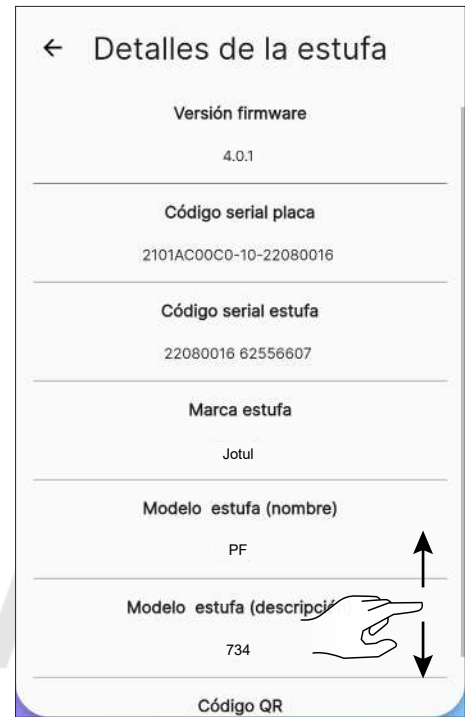 ← Detalles de la estufa
Versión firmware
4.0.1
Código serial placa
2101AC00C0-10-22080016
Código serial estufa
22080016 62556607
Marca estufa
Jotul
Modelo estufa (nombre)
PF
Modelo estufa (descripció
734
Código QR